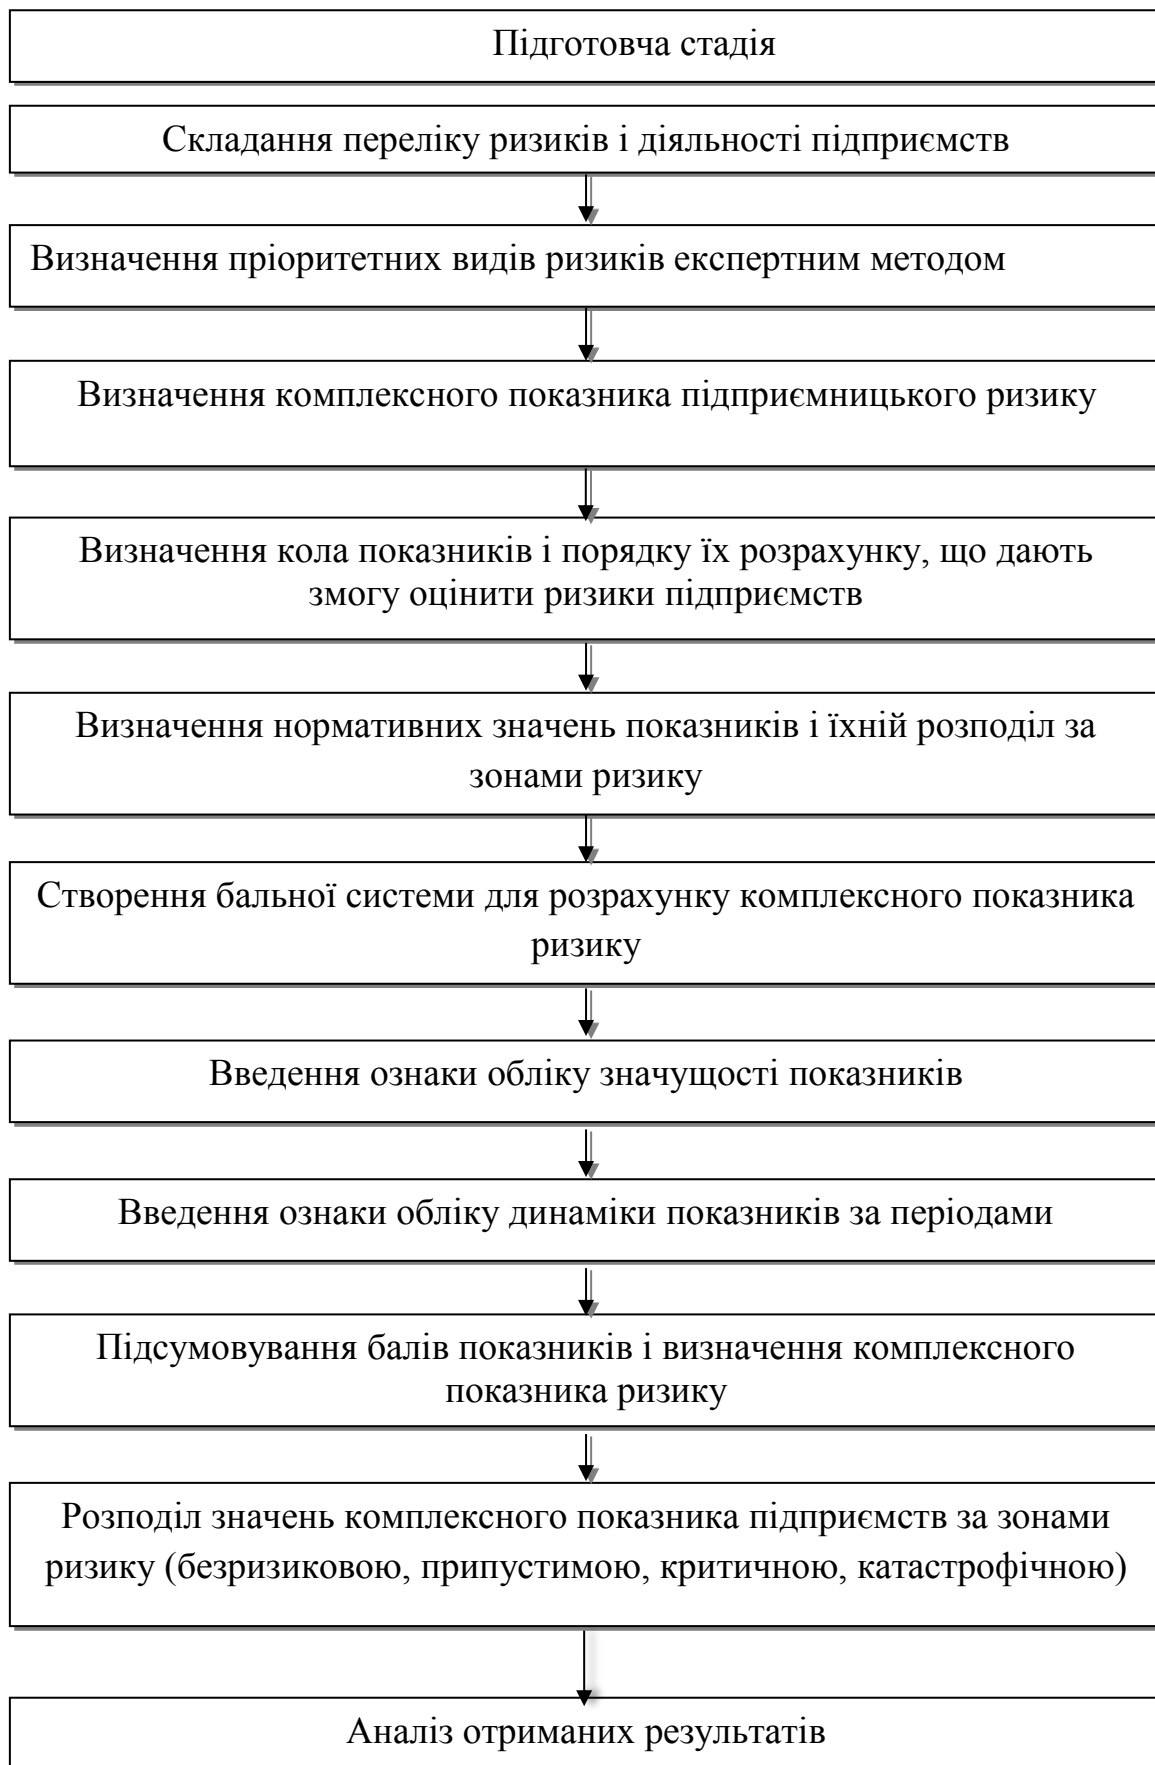 Підготовча стадія
Складання переліку ризиків і діяльності підприємств
Визначення пріоритетних видів ризиків експертним методом
Визначення комплексного показника підприємницького ризику
Визначення кола показників і порядку їх розрахунку, що дають
змогу оцінити ризики підприємств
Визначення нормативних значень показників і їхній розподіл за
зонами ризику
Створення бальної системи для розрахунку комплексного показника
ризику
Введення ознаки обліку значущості показників
Введення ознаки обліку динаміки показників за періодами
Підсумовування балів показників і визначення комплексного
показника ризику
Розподіл значень комплексного показника підприємств за зонами
ризику (безризиковою, припустимою, критичною, катастрофічною)
Аналіз отриманих результатів